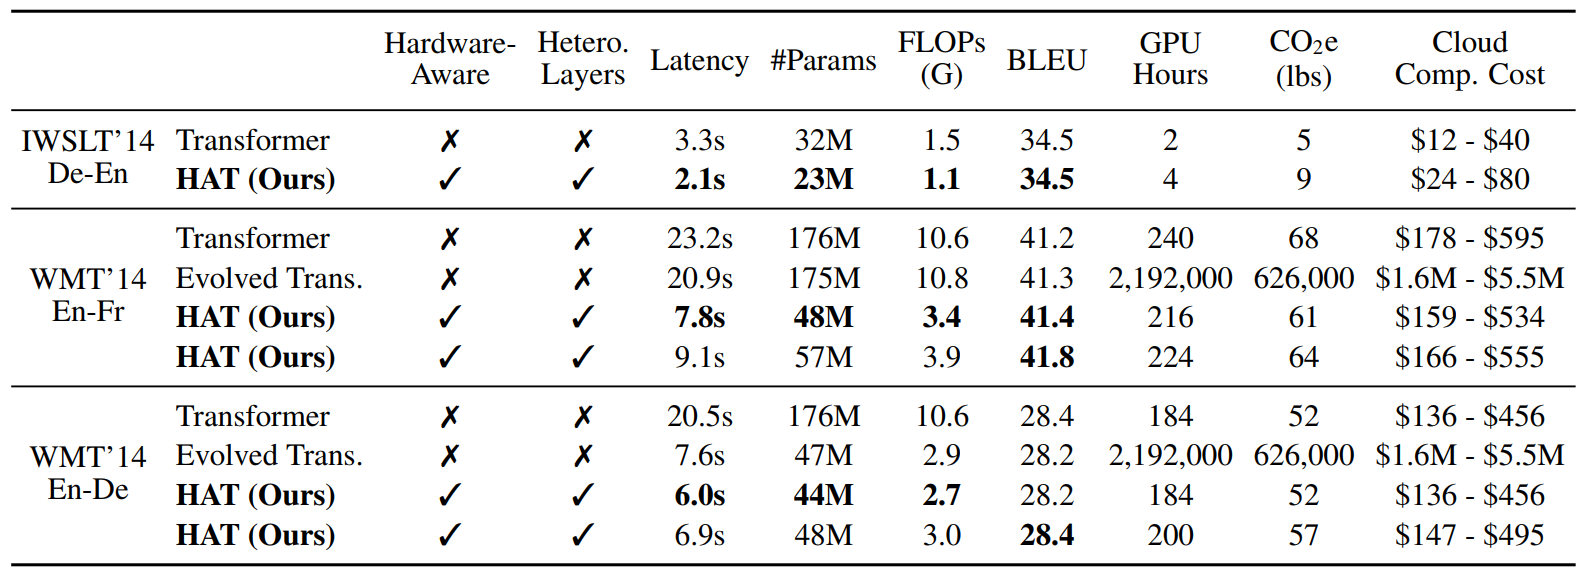 Hardware-Aware Hetero. Layers Latency #Params FLOPs (G) BLEU GPU Hours CO₂e (lbs) Cloud Comp. Cost
IWSLT'14 De-En
Transformer ✗ ✗ 3.3s 32M 1.5 34.5 2 5 $12 - $40
HAT (Ours) ✓ ✓ 2.1s 23M 1.1 34.5 4 9 $24 - $80
WMT'14 En-Fr
Transformer ✗ ✗ 23.2s 176M 10.6 41.2 240 68 $178 - $595
Evolved Trans. ✗ ✗ 20.9s 175M 10.8 41.3 2,192,000 626,000 $1.6M - $5.5M
HAT (Ours) ✓ ✓ 7.8s 48M 3.4 41.4 216 61 $159 - $534
HAT (Ours) ✓ ✓ 9.1s 57M 3.9 41.8 224 64 $166 - $555
WMT'14 En-De
Transformer ✗ ✗ 20.5s 176M 10.6 28.4 184 52 $136 - $456
Evolved Trans. ✗ ✗ 7.6s 47M 2.9 28.2 2,192,000 626,000 $1.6M - $5.5M
HAT (Ours) ✓ ✓ 6.0s 44M 2.7 28.2 184 52 $136 - $456
HAT (Ours) ✓ ✓ 6.9s 48M 3.0 28.4 200 57 $147 - $495